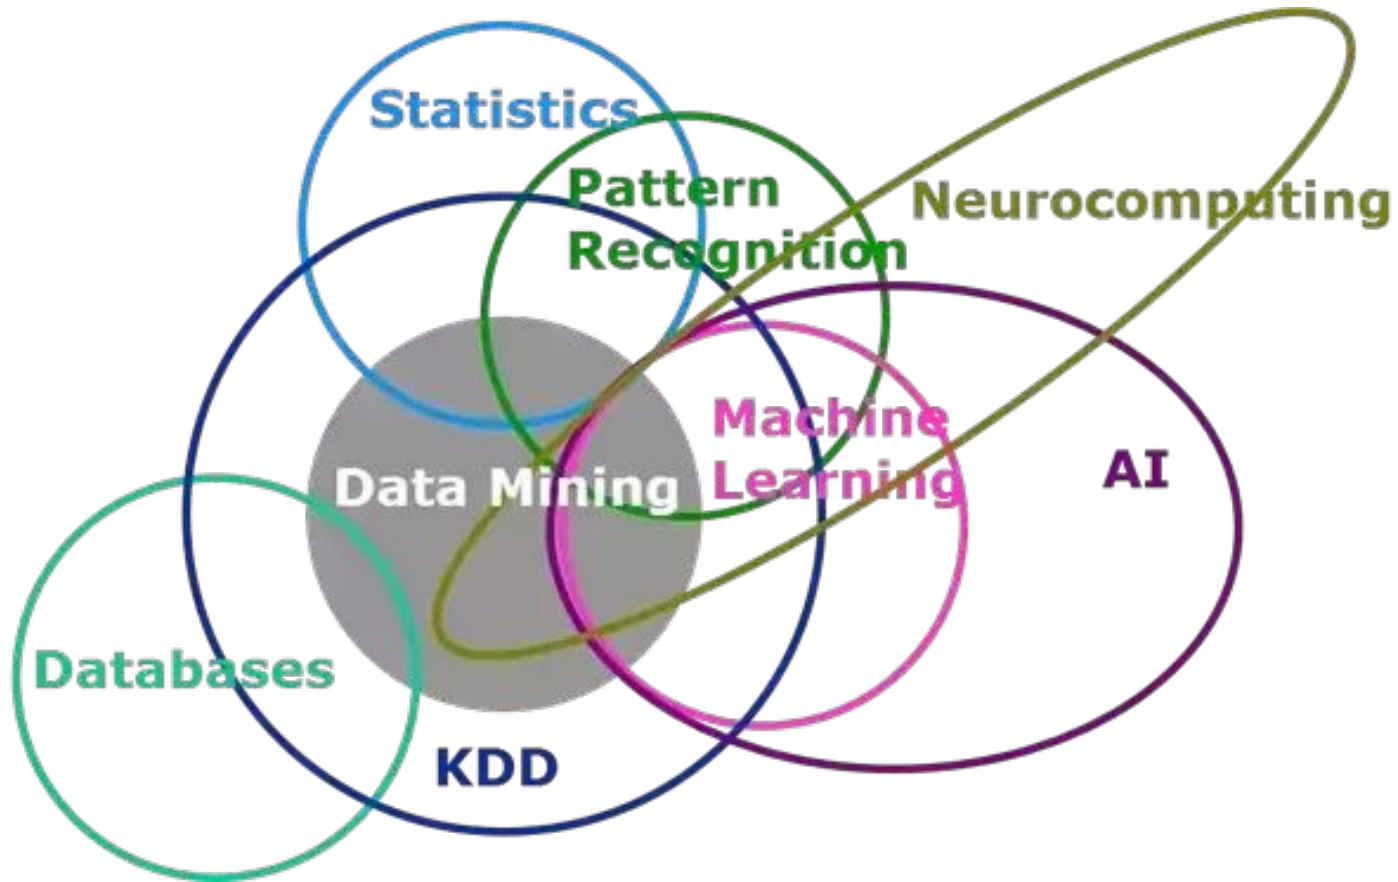 Statistics
Pattern
Recognition
Neurocomputing
Machine
Learning
AI
Data Mining
Databases
KDD